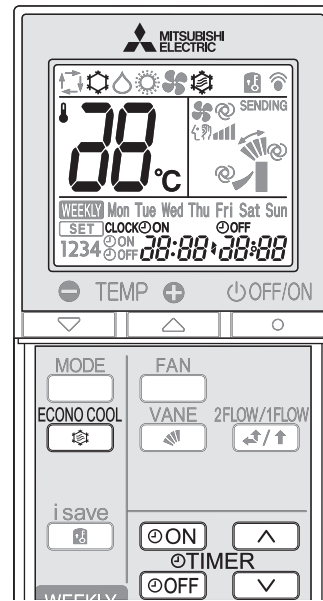 MITSUBISHI
ELECTRIC
SENDING
88°C
WEEKLY Mon Tue Wed Thu Fri Sat Sun
SET CLOCK ON OFF
1234 ON OFF 88:88 88:88
TEMP OFF/ON
MODE FAN
ECONO COOL VANE 2FLOW/1FLOW
i save
ON
TIMER
OFF
WEEKLY